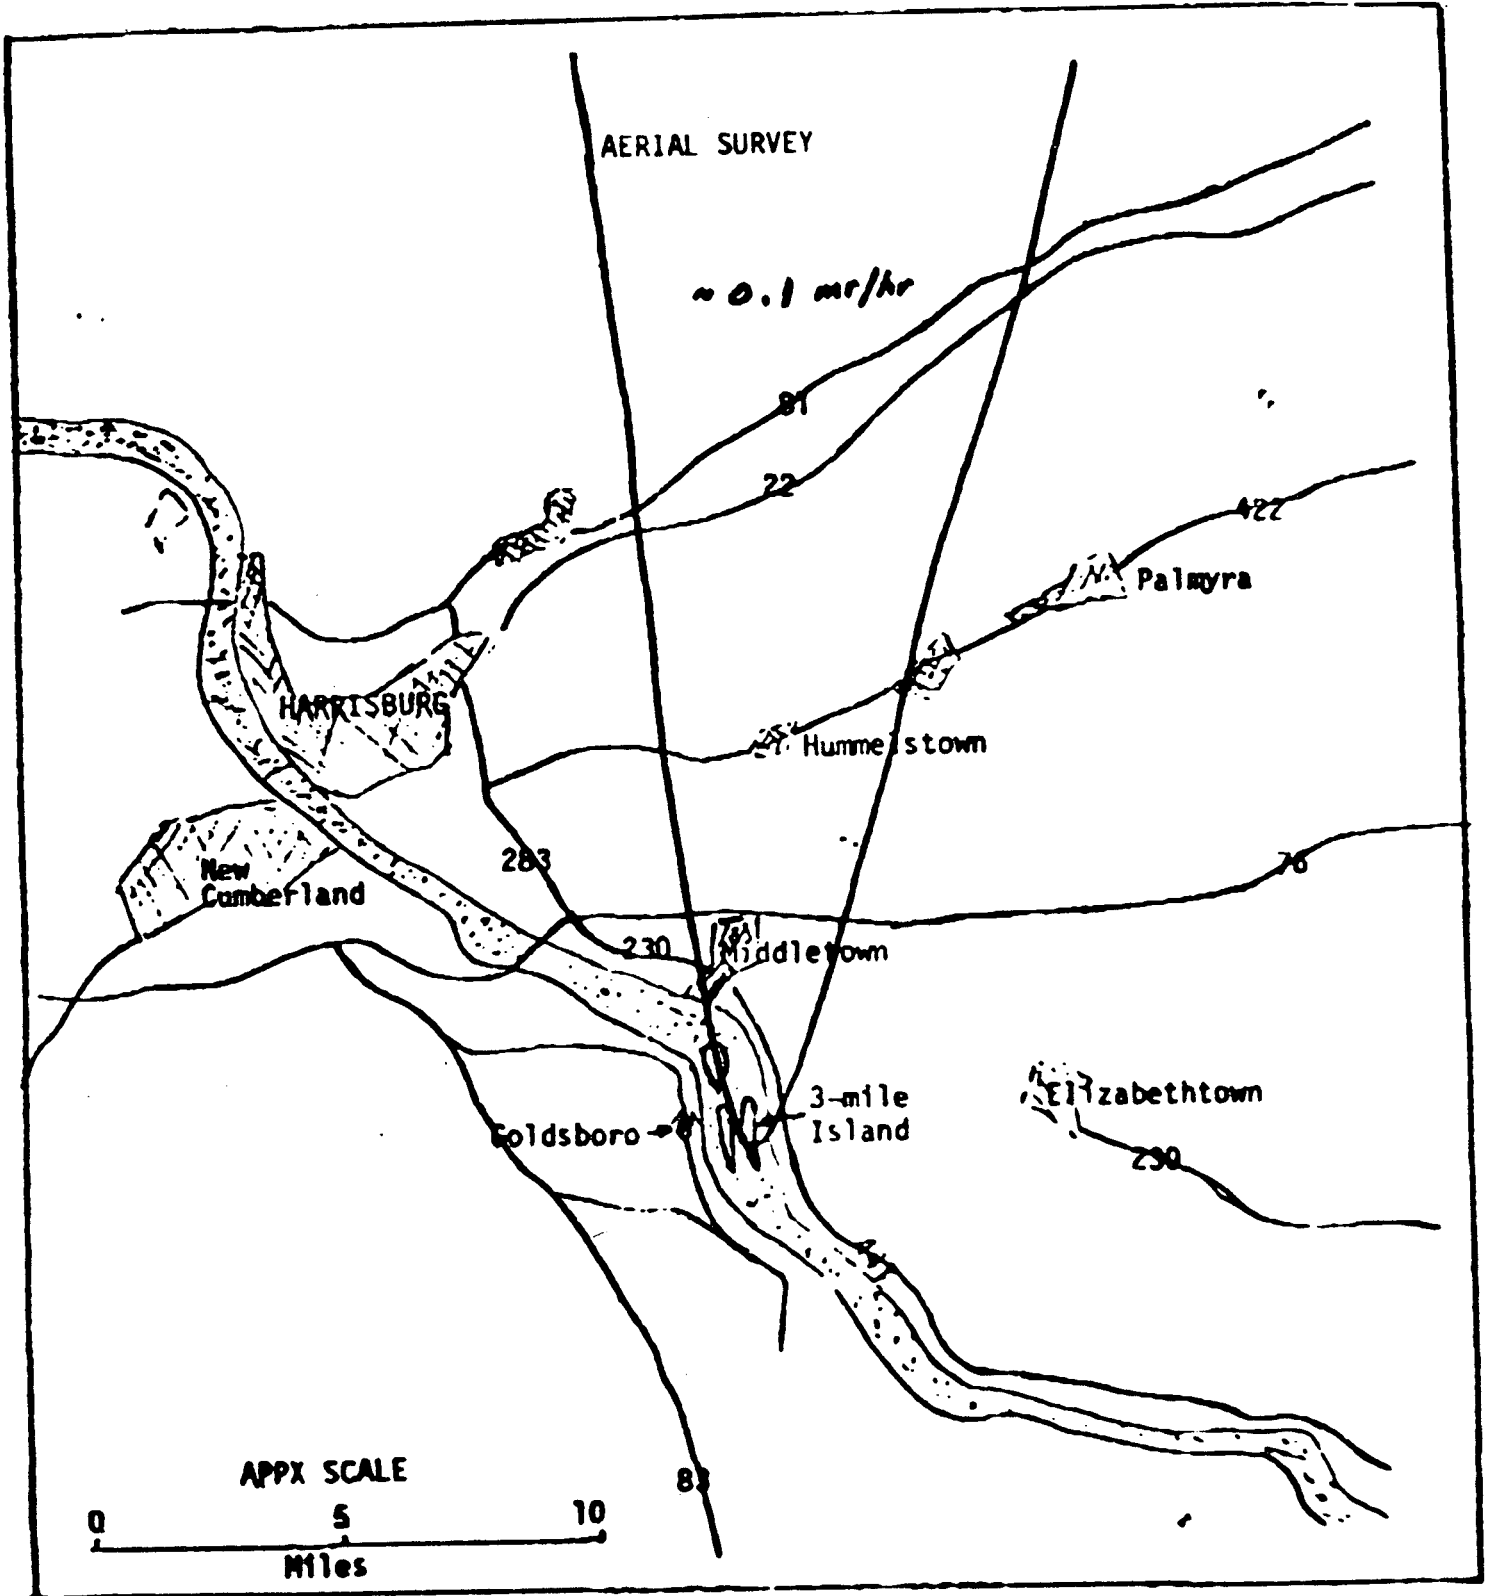 AERIAL SURVEY
~ 0.1 mr/hr
81
22
422
Palmyra
HARRISBURG
Hummelstown
283
76
New
Cumberland
230
Middletown
3-mile
Island
Elizabethtown
Goldsboro
230
APPX SCALE
83
0 5 10
Miles